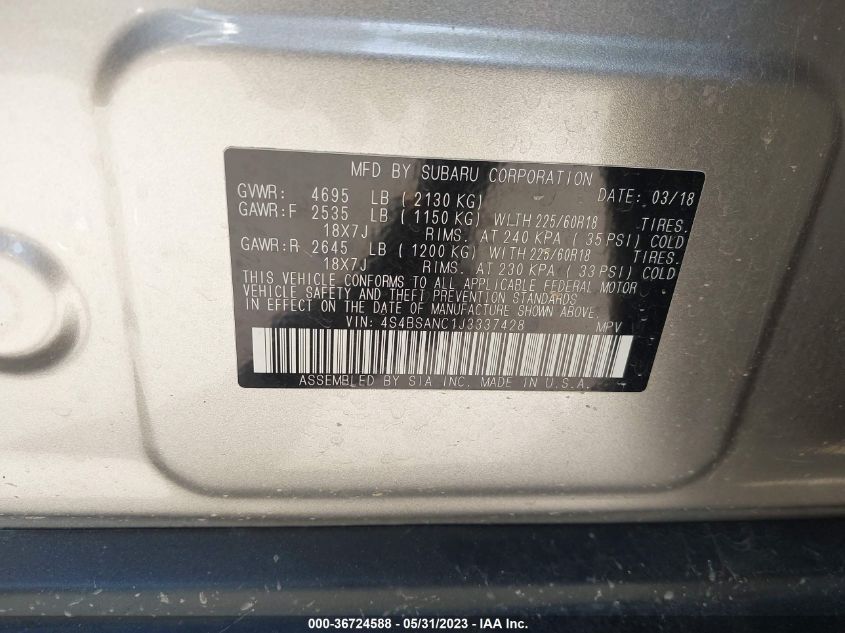 MFD BY SUBARU CORPORATION
GVWR: 4695 LB (2130 KG) DATE: 03/18
GAWR:F 2535 LB (1150 KG) WITH 225/60R18 TIRES.
18X7J RIMS. AT 240 KPA (35 PSI) COLD
GAWR:R 2645 LB (1200 KG) WITH 225/60R18 TIRES.
18X7J RIMS. AT 230 KPA (33 PSI) COLD
THIS VEHICLE CONFORMS TO ALL APPLICABLE FEDERAL MOTOR
VEHICLE SAFETY AND THEFT PREVENTION STANDARDS
IN EFFECT ON THE DATE OF MANUFACTURE SHOWN ABOVE.
VIN: 4S4BSANC1J3337428 MPV
ASSEMBLED BY SIA INC. MADE IN U.S.A.
000-36724588 - 05/31/2023 - IAA Inc.